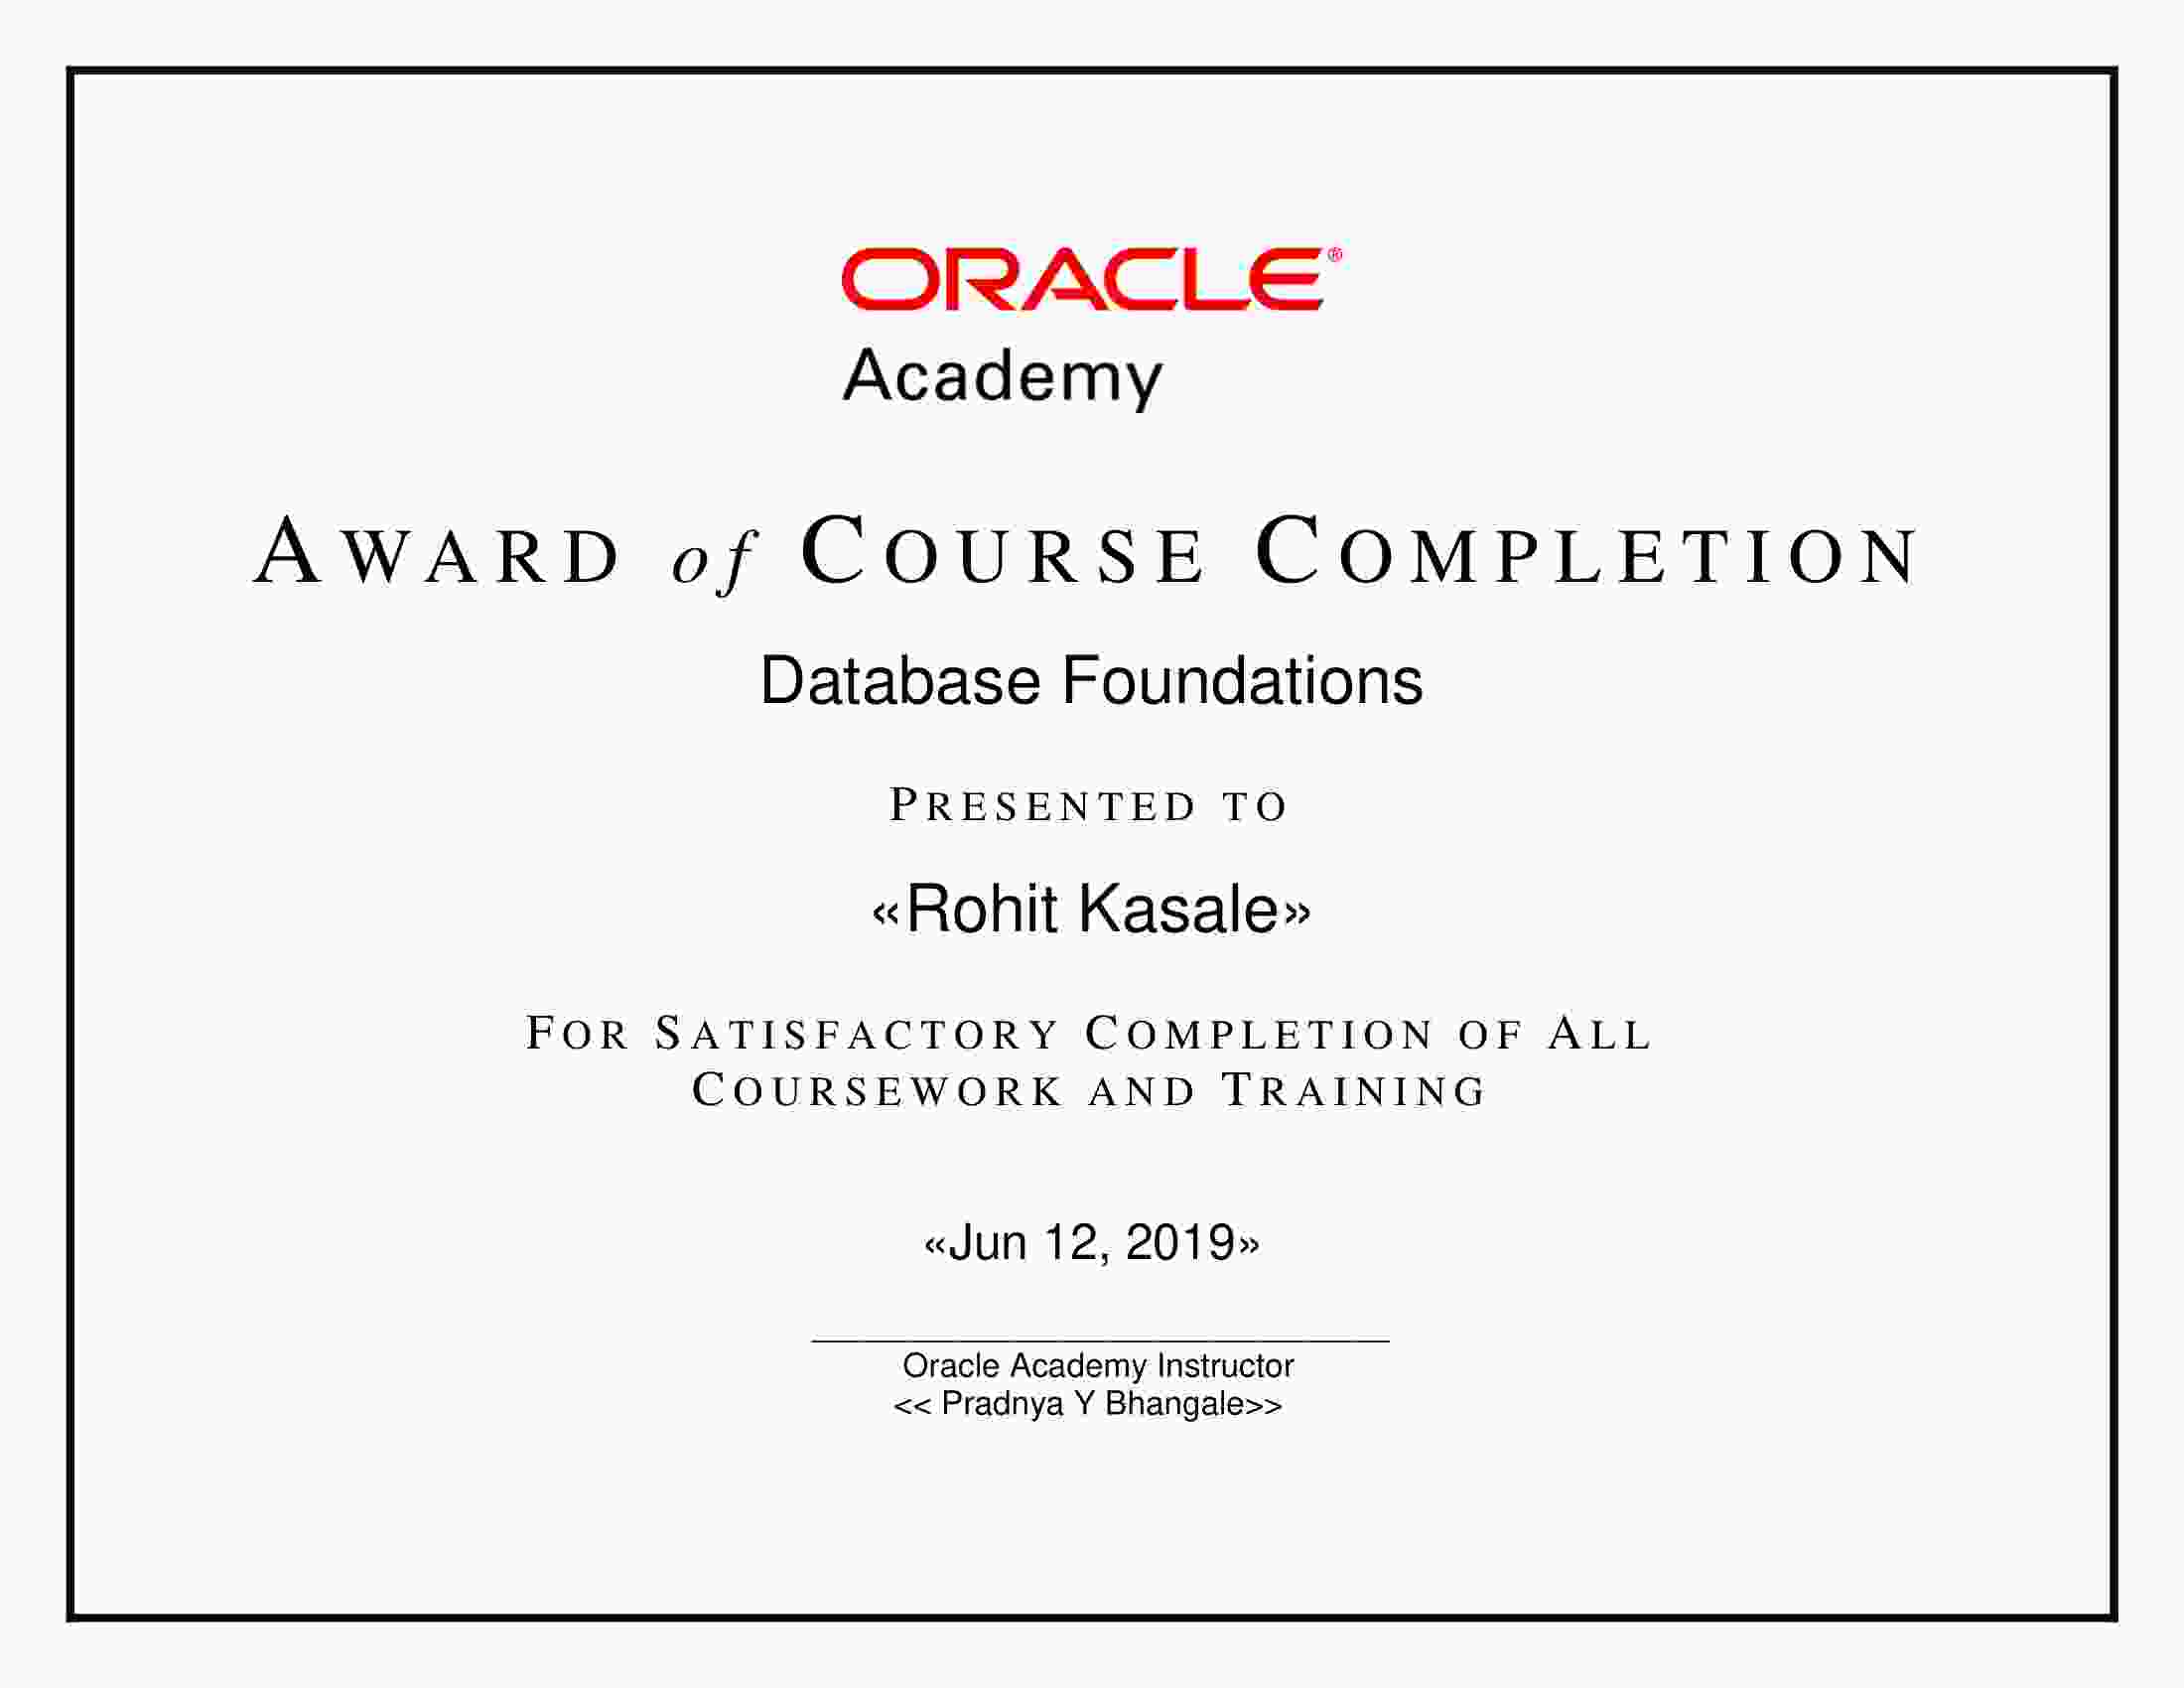 ORACLE®
Academy
AWARD of COURSE COMPLETION
Database Foundations
PRESENTED TO
«Rohit Kasale»
FOR SATISFACTORY COMPLETION OF ALL
COURSEWORK AND TRAINING
«Jun 12, 2019»
Oracle Academy Instructor
<< Pradnya Y Bhangale>>